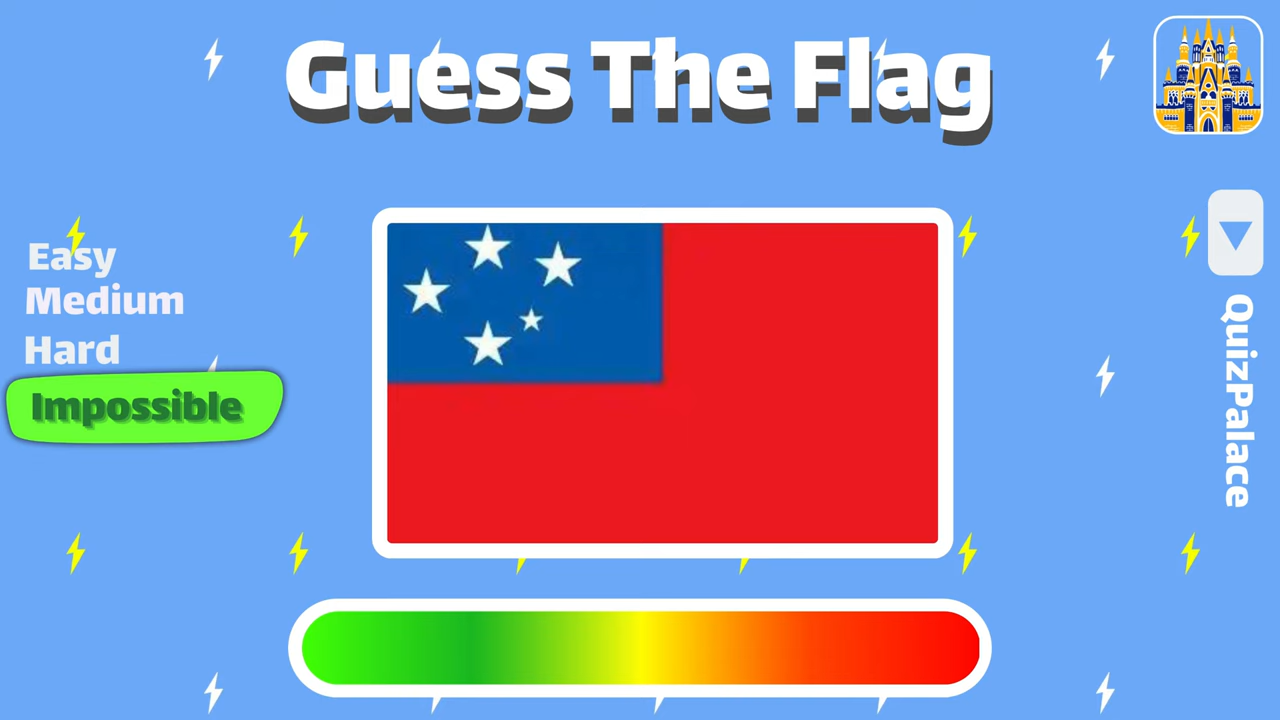 Guess The Flag
Easy
Medium
Hard
Impossible
QuizPalace